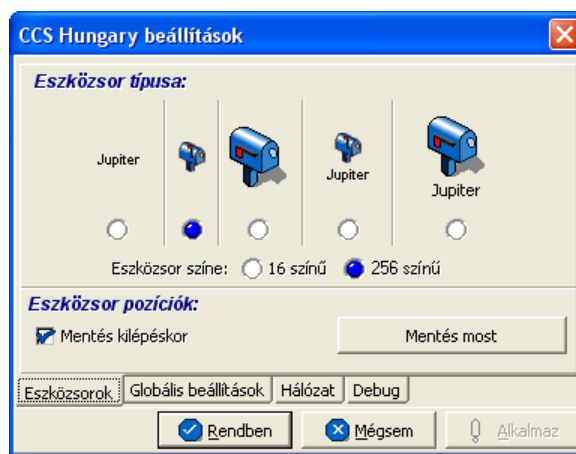 CCS Hungary beállítások
Eszközsor típusa:
Jupiter
Jupiter
Jupiter
Eszközsor színe: 16 színű 256 színű
Eszközsor pozíciók:
Mentés kilépéskor Mentés most
Eszközsorok Globális beállítások Hálózat Debug
Rendben Mégsem Alkalmaz